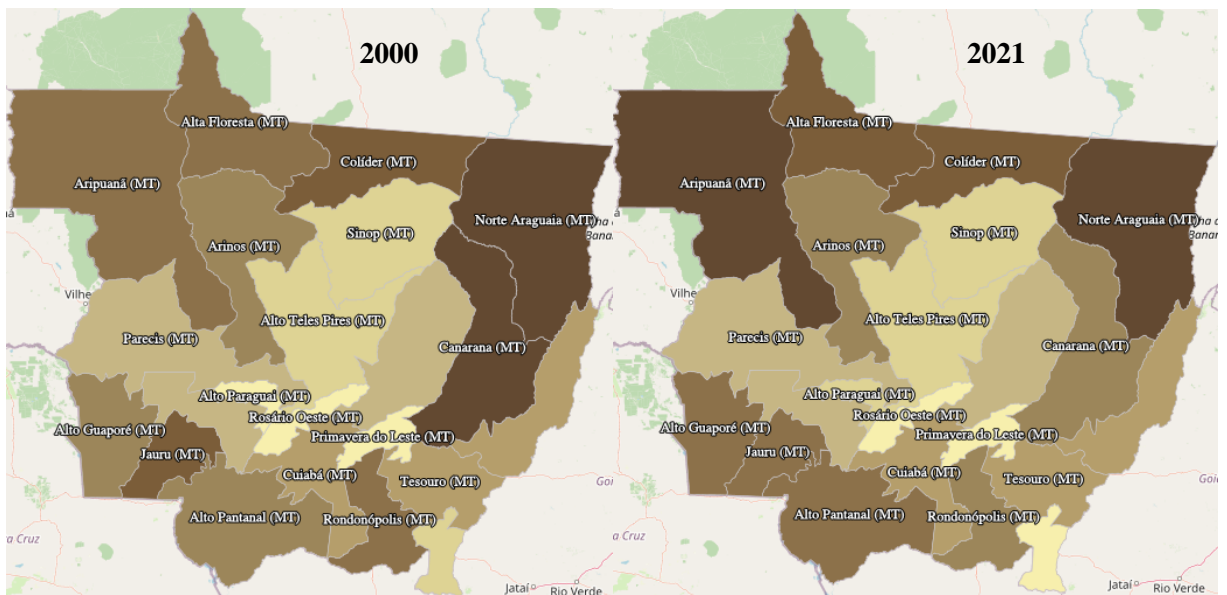 2000
Alta Floresta (MT)
Colíder (MT)
Aripuanã (MT)
Norte Araguaia (MT)
Sinop (MT)
Arinos (MT)
Vilhe
Alto Teles Pires (MT)
Parecis (MT)
Canarana (MT)
Alto Paraguai (MT)
Rosário Oeste (MT)
Alto Guaporé (MT)
Primavera do Leste (MT)
Jauru (MT)
Cuiabá (MT)
Tesouro (MT)
Goi
Alto Pantanal (MT)
Rondonópolis (MT)
a Cruz
Jataí
Rio Verde
2021
Alta Floresta (MT)
Colíder (MT)
Aripuanã (MT)
Norte Araguaia (MT)
Sinop (MT)
Arinos (MT)
Banan
Vilhe
Alto Teles Pires (MT)
Parecis (MT)
Canarana (MT)
Alto Paraguai (MT)
Rosário Oeste (MT)
Alto Guaporé (MT)
Primavera do Leste (MT)
Jauru (MT)
Cuiabá (MT)
Tesouro (MT)
Goi
Alto Pantanal (MT)
Rondonópolis (MT)
a Cruz
Jataí
Rio Verde